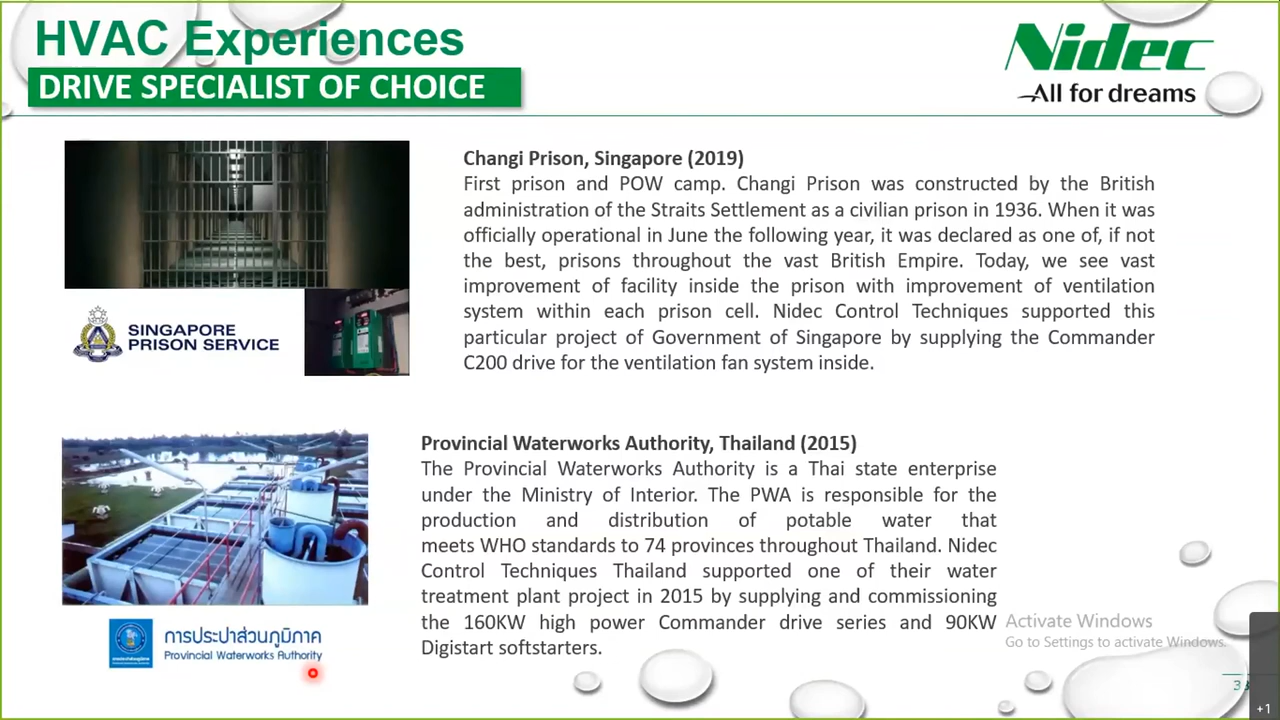 HVAC Experiences
DRIVE SPECIALIST OF CHOICE
Nidec
All for dreams
Changi Prison, Singapore (2019)
First prison and POW camp. Changi Prison was constructed by the British
administration of the Straits Settlement as a civilian prison in 1936. When it was
officially operational in June the following year, it was declared as one of, if not
the best, prisons throughout the vast British Empire. Today, we see vast
improvement of facility inside the prison with improvement of ventilation
system within each prison cell. Nidec Control Techniques supported this
particular project of Government of Singapore by supplying the Commander
C200 drive for the ventilation fan system inside.
SINGAPORE
PRISON SERVICE
Provincial Waterworks Authority, Thailand (2015)
The Provincial Waterworks Authority is a Thai state enterprise
under the Ministry of Interior. The PWA is responsible for the
production and distribution of potable water that
meets WHO standards to 74 provinces throughout Thailand. Nidec
Control Techniques Thailand supported one of their water
treatment plant project in 2015 by supplying and commissioning
the 160KW high power Commander drive series and 90KW
Digistart softstarters.
การประปาส่วนภูมิภาค
Provincial Waterworks Authority
Activate Windows
Go to Settings to activate Windows.
+1